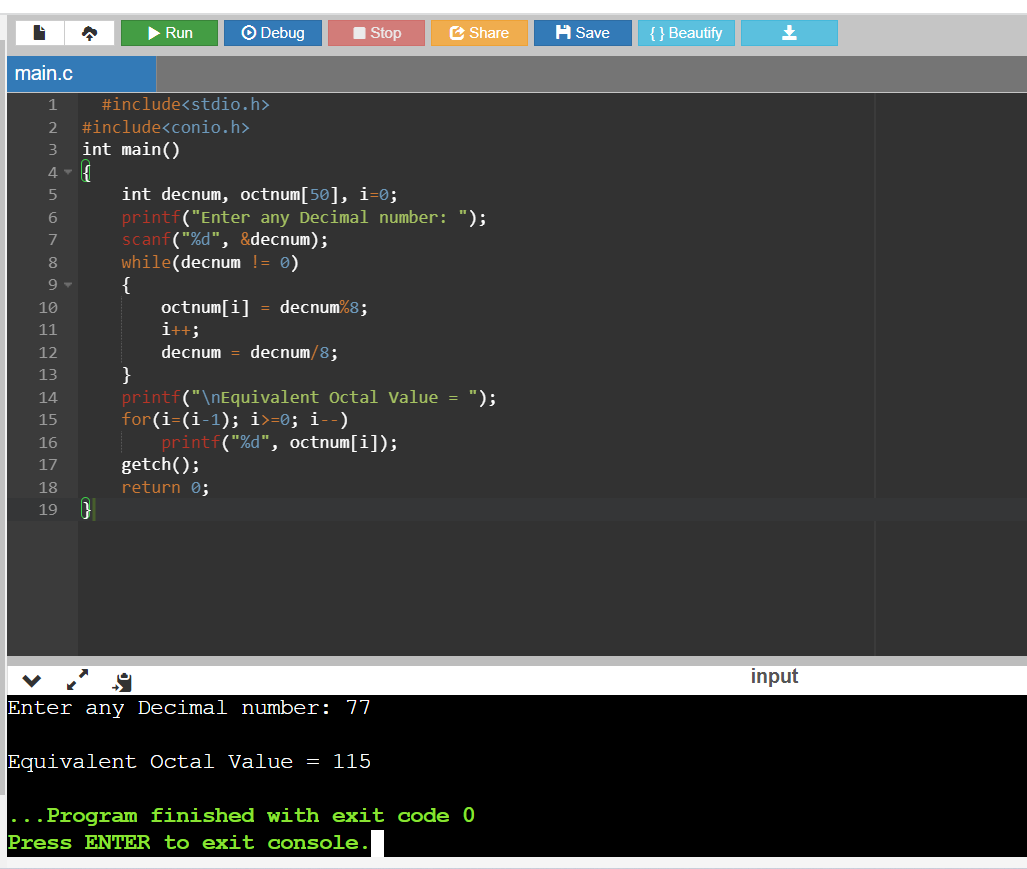 Run Debug Stop Share Save { } Beautify
main.c
1 #include<stdio.h>
2 #include<conio.h>
3 int main()
4 {
5 int decnum, octnum[50], i=0;
6 printf("Enter any Decimal number: ");
7 scanf("%d", &decnum);
8 while(decnum != 0)
9 {
10 octnum[i] = decnum%8;
11 i++;
12 decnum = decnum/8;
13 }
14 printf("\nEquivalent Octal Value = ");
15 for(i=(i-1); i>=0; i--)
16 printf("%d", octnum[i]);
17 getch();
18 return 0;
19 }
input
Enter any Decimal number: 77
Equivalent Octal Value = 115
...Program finished with exit code 0
Press ENTER to exit console.